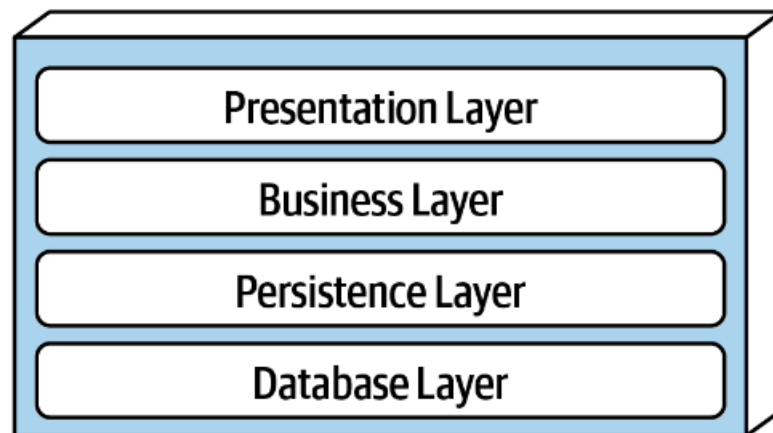 Presentation Layer
Business Layer
Persistence Layer
Database Layer